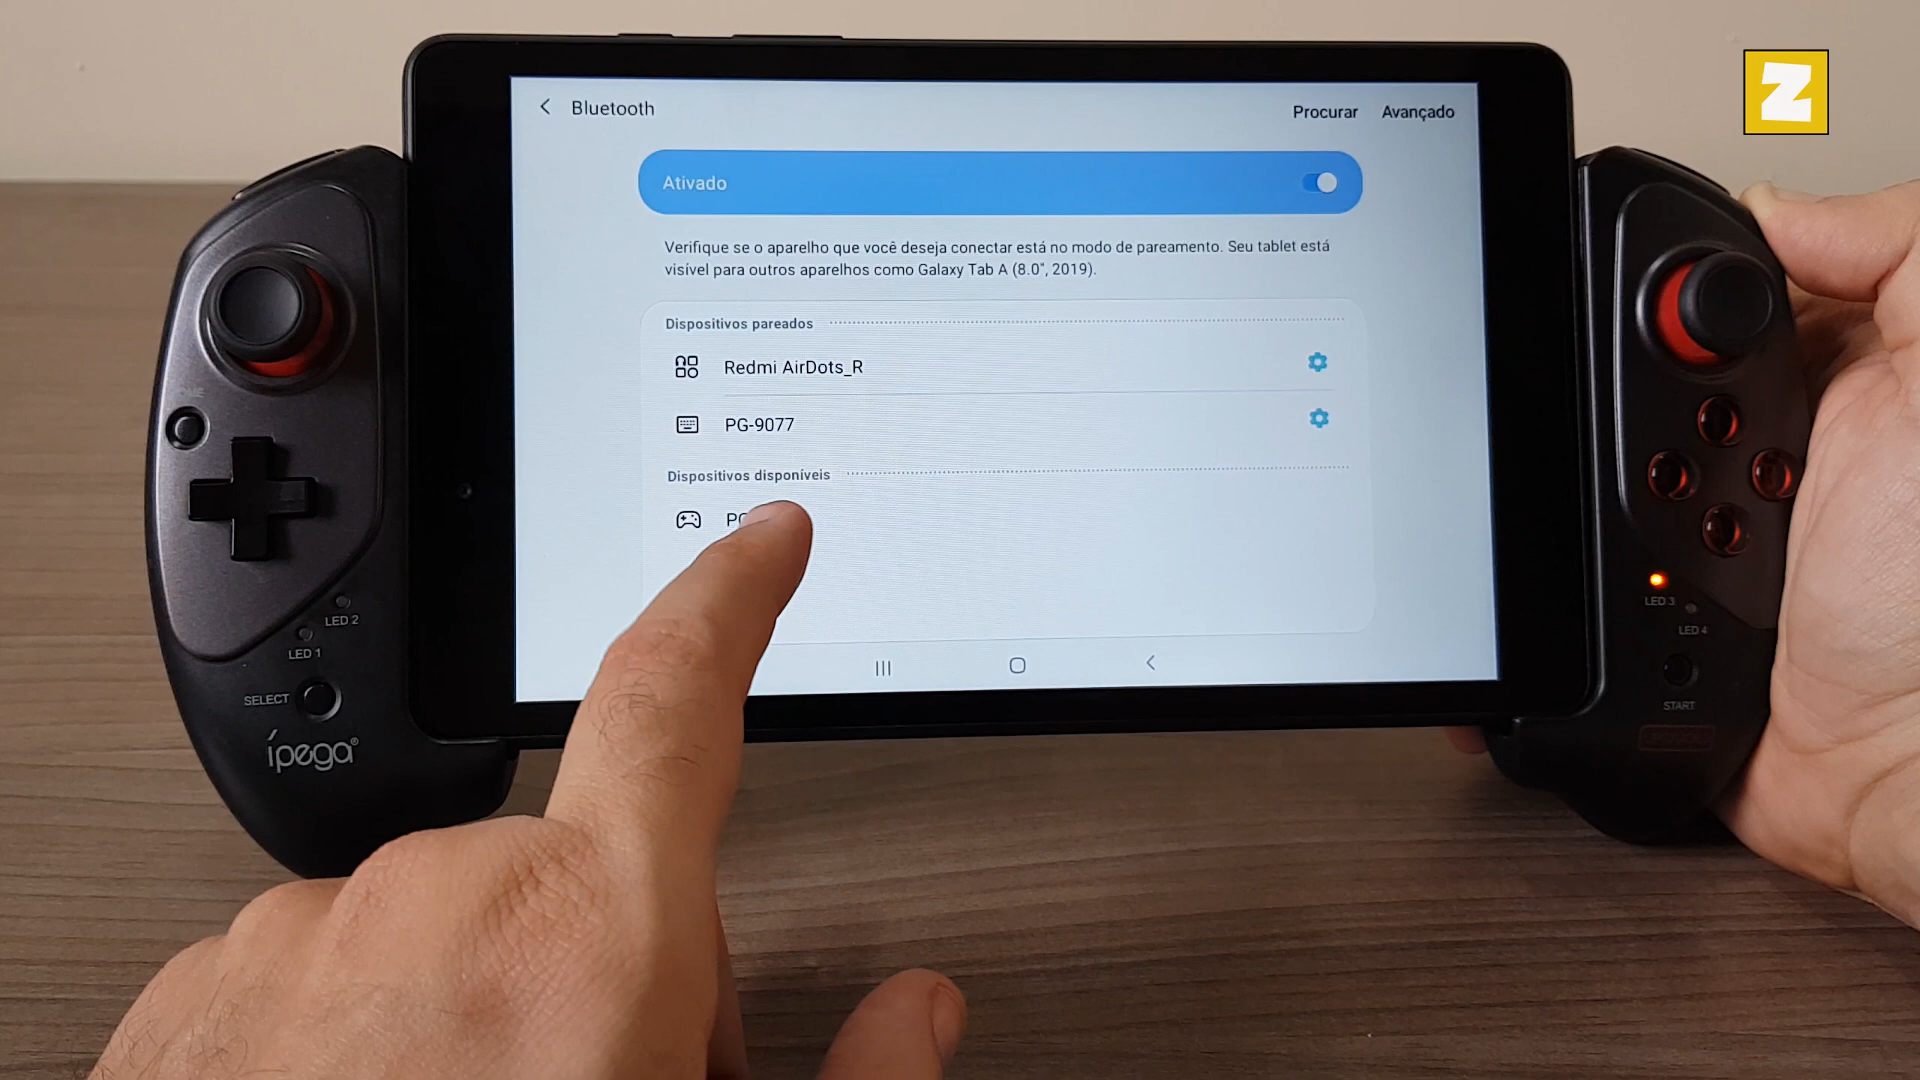 Z
Bluetooth
Procurar Avançado
Ativado
Verifique se o aparelho que você deseja conectar está no modo de pareamento. Seu tablet está
visível para outros aparelhos como Galaxy Tab A (8.0", 2019).
Dispositivos pareados
Redmi AirDots_R
PG-9077
Dispositivos disponíveis
LED 2
LED 1
SELECT
ípega®
LED 3
LED 4
START